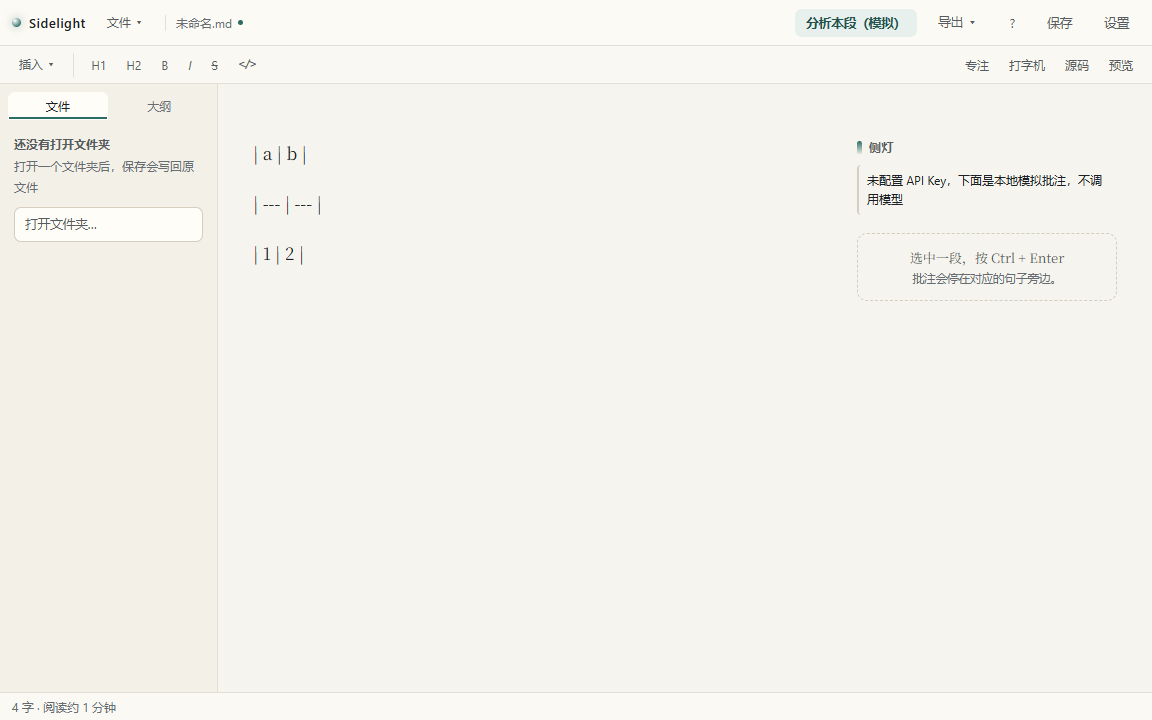 Sidelight 文件 未命名.md 分析本段（模拟） 导出 ? 保存 设置
插入 H1 H2 B I S </> 专注 打字机 源码 预览
文件 大纲
还没有打开文件夹
打开一个文件夹后，保存会写回原
文件
打开文件夹...
| a | b |
| --- | --- |
| 1 | 2 |
侧灯
未配置 API Key，下面是本地模拟批注，不调
用模型
选中一段，按 Ctrl + Enter
批注会停在对应的句子旁边。
4 字 · 阅读约 1 分钟